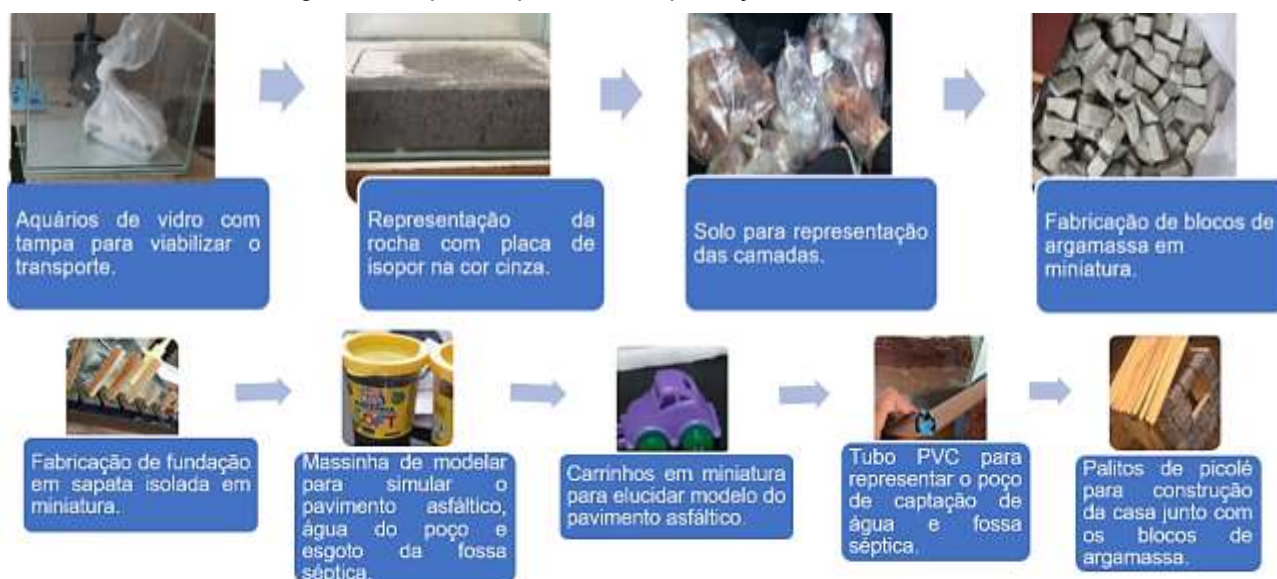 Aquários de vidro com
tampa para viabilizar o
transporte.
Representação da
rocha com placa de
isopor na cor cinza.
Solo para representação
das camadas.
Fabricação de blocos de
argamassa em
miniatura.
Fabricação de fundação
em sapata isolada em
miniatura.
Massinha de modelar
para simular o
pavimento asfáltico,
água do poço e
esgoto da fossa
séptica.
Carrinhos em miniatura
para elucidar modelo do
pavimento asfáltico.
Tubo PVC para
representar o poço
de captação de
água e fossa
séptica.
Palitos de picolé
para construção
da casa junto com
os blocos de
argamassa.